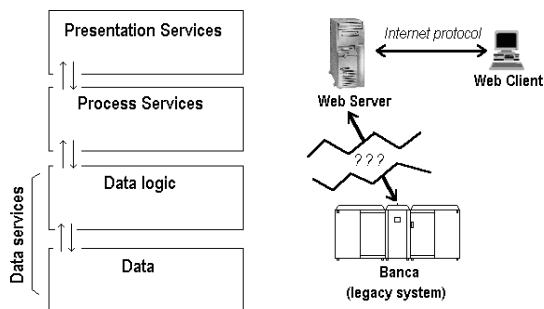 Presentation Services
Process Services
Data services
Data logic
Data
Internet protocol
Web Server
Web Client
? ? ?
Banca
(legacy system)